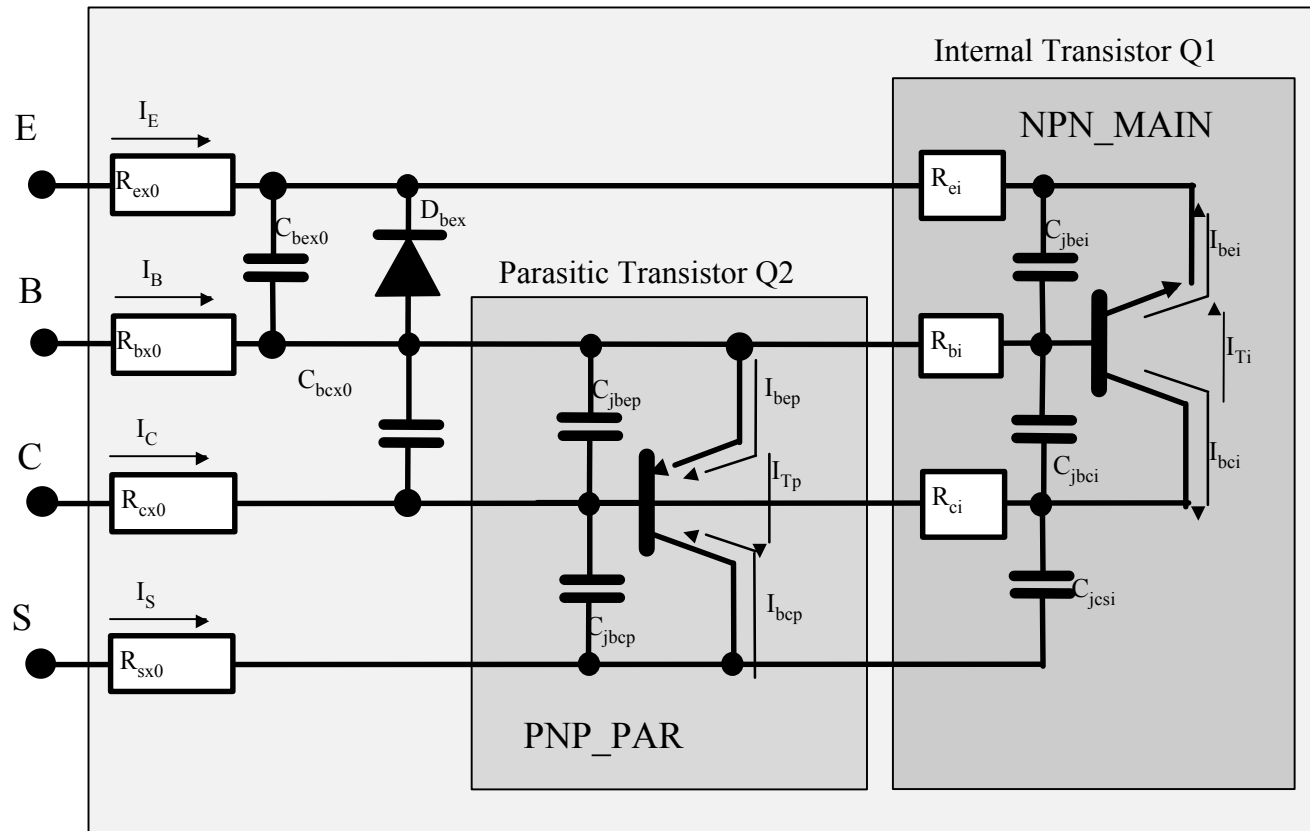 Internal Transistor Q1
NPN_MAIN
E
I_E
R_ex0
C_bex0
D_bex
R_ei
C_jbei
I_bei
B
I_B
R_bx0
C_bcx0
Parasitic Transistor Q2
C_jbep
I_bep
R_bi
I_Ti
C
I_C
R_cx0
I_Tp
R_ci
C_jbci
I_bci
S
I_S
R_sx0
C_jbcp
I_bcp
C_jcsi
PNP_PAR